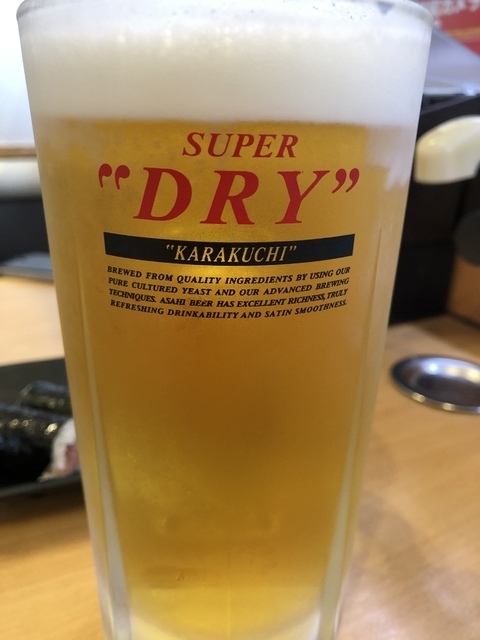 SUPER
"DRY"
"KARAKUCHI"
BREWED FROM QUALITY INGREDIENTS BY USING OUR
PURE CULTURED YEAST AND OUR ADVANCED BREWING
TECHNIQUES. ASAHI BEER HAS EXCELLENT RICHNESS, TRULY
REFRESHING DRINKABILITY AND SATIN SMOOTHNESS.